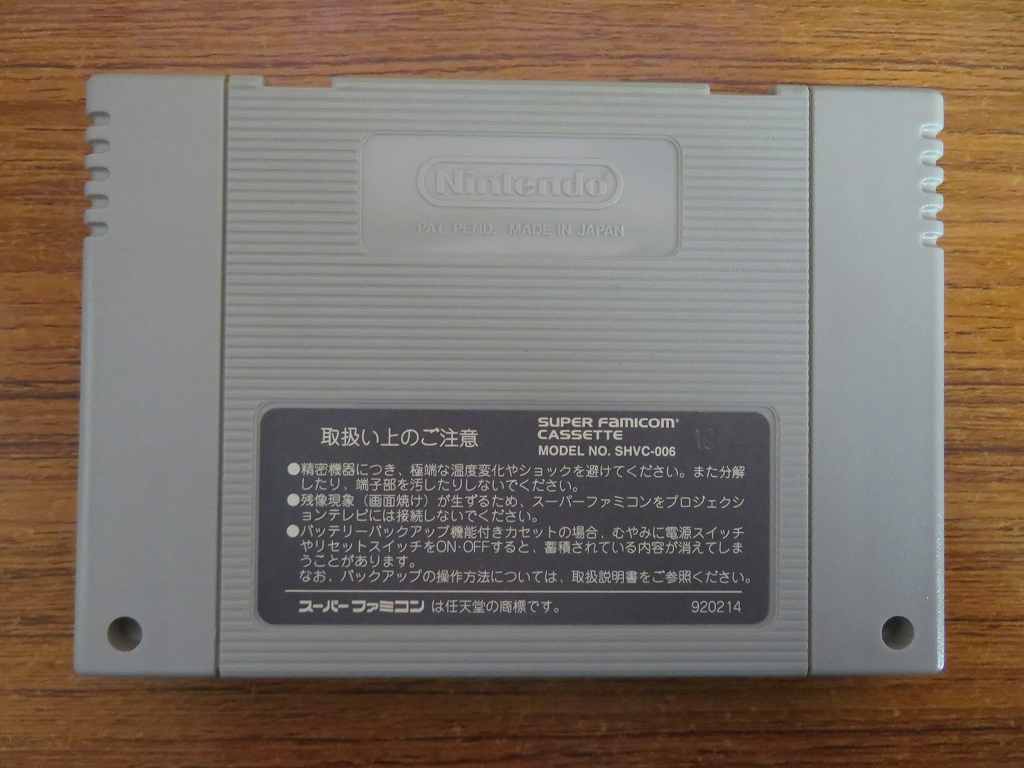 Nintendo
PAT. PEND. MADE IN JAPAN
取扱い上のご注意
SUPER FAMICOM
CASSETTE
MODEL NO. SHVC-006
13
●精密機器につき、極端な温度変化やショックを避けてください。また分解
したり、端子部を汚したりしないでください。
●残像現象（画面焼け）が生ずるため、スーパーファミコンをプロジェクシ
ョンテレビには接続しないでください。
●バッテリーバックアップ機能付きカセットの場合、むやみに電源スイッチ
やリセットスイッチをON·OFFすると、蓄積されている内容が消えてしま
うことがあります。
なお、バックアップの操作方法については、取扱説明書をご参照ください。
スーパーファミコン は任天堂の商標です。
920214